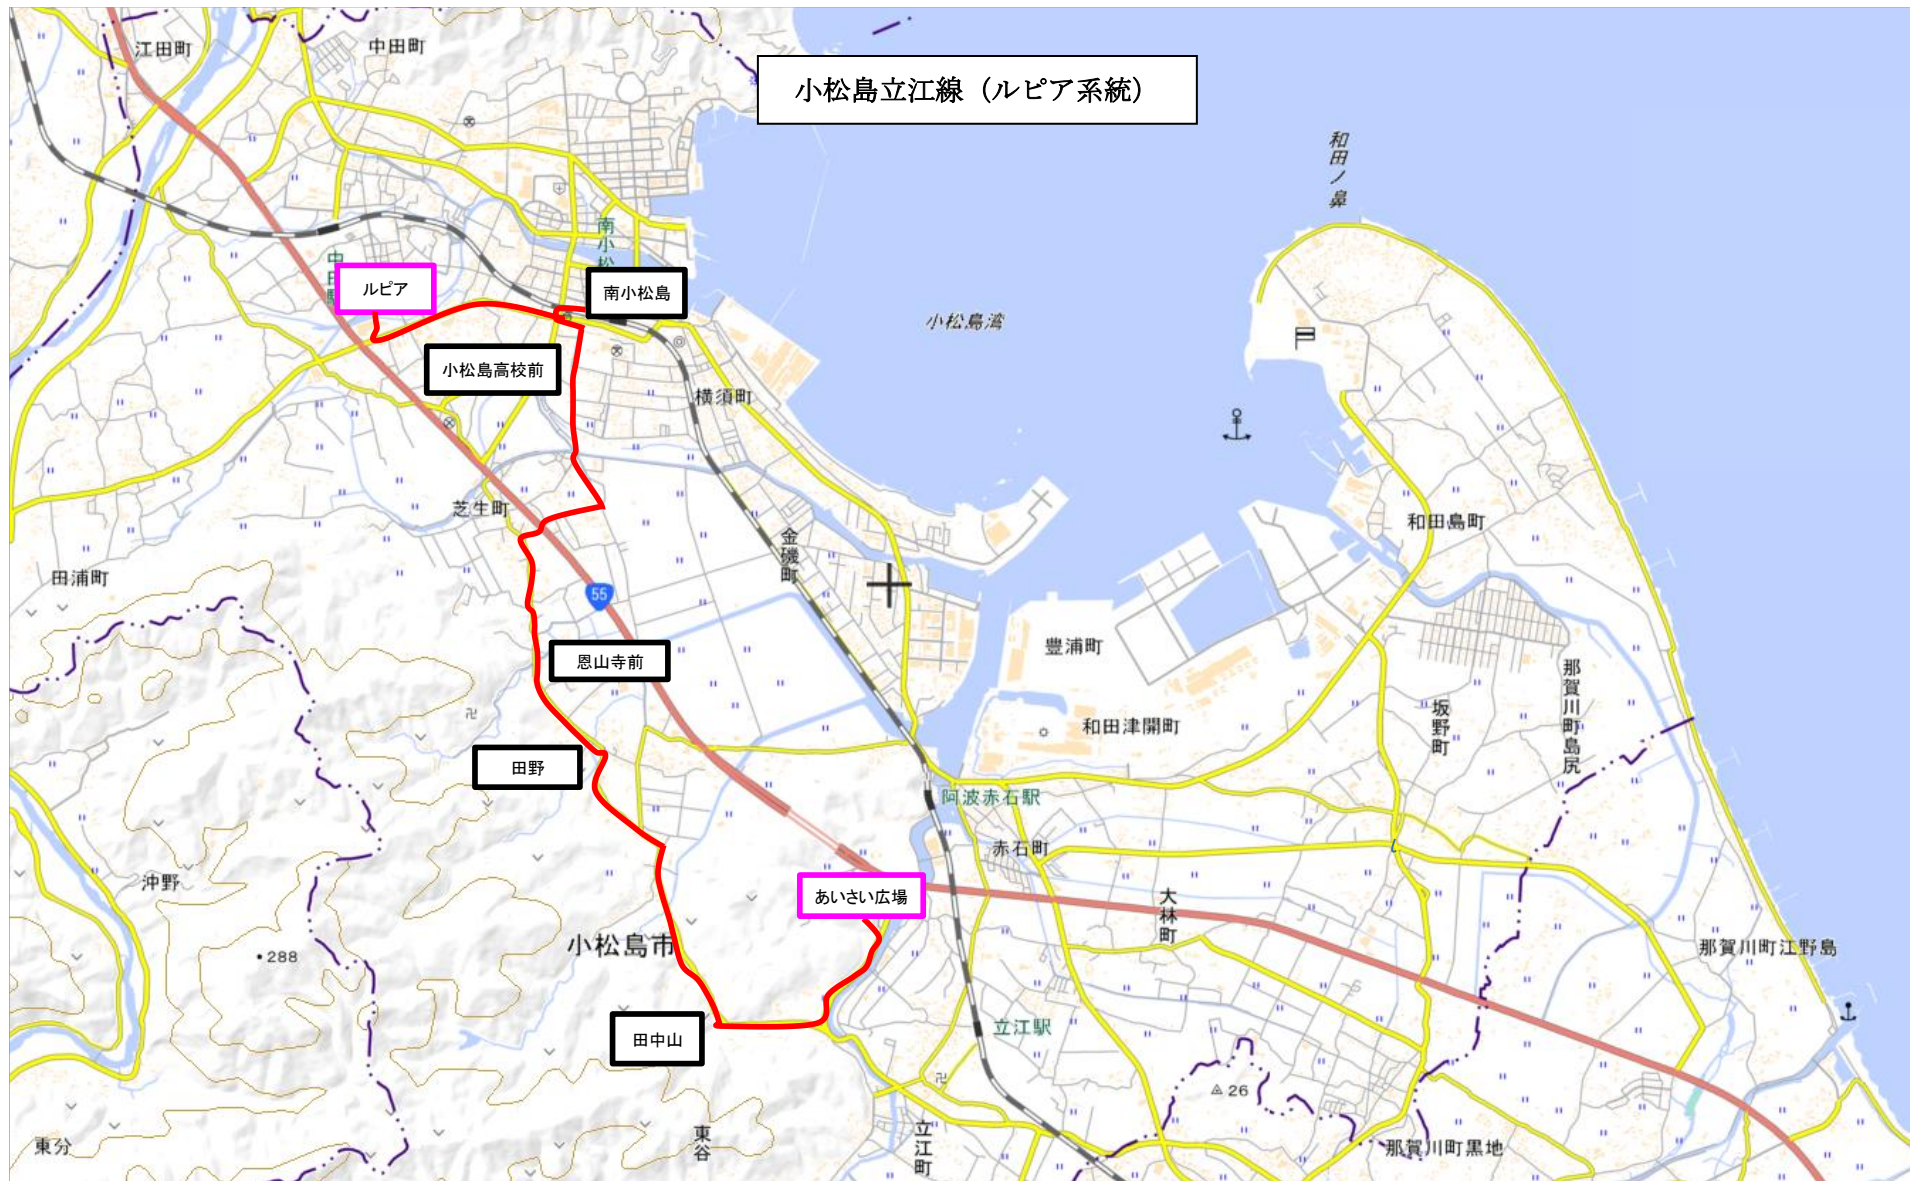 小松島立江線（ルピア系統）
江田町
中田町
和田ノ鼻
南小松
中田駅
ルピア
南小松島
小松島湾
小松島高校前
横須町
芝生町
和田島町
金磯町
田浦町
55
豊浦町
恩山寺前
那賀川町島尻
坂野町
和田津開町
田野
阿波赤石駅
赤石町
沖野
あいさい広場
大林町
小松島市
288
那賀川町江野島
立江駅
田中山
26
東分
東谷
立江町
那賀川町黒地